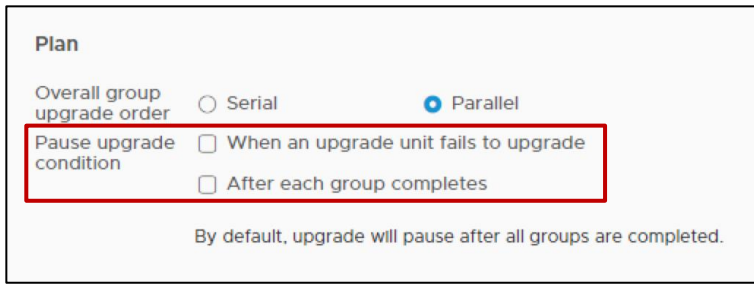 Plan
Overall group
upgrade order
Serial
Parallel
Pause upgrade
condition
When an upgrade unit fails to upgrade
After each group completes
By default, upgrade will pause after all groups are completed.